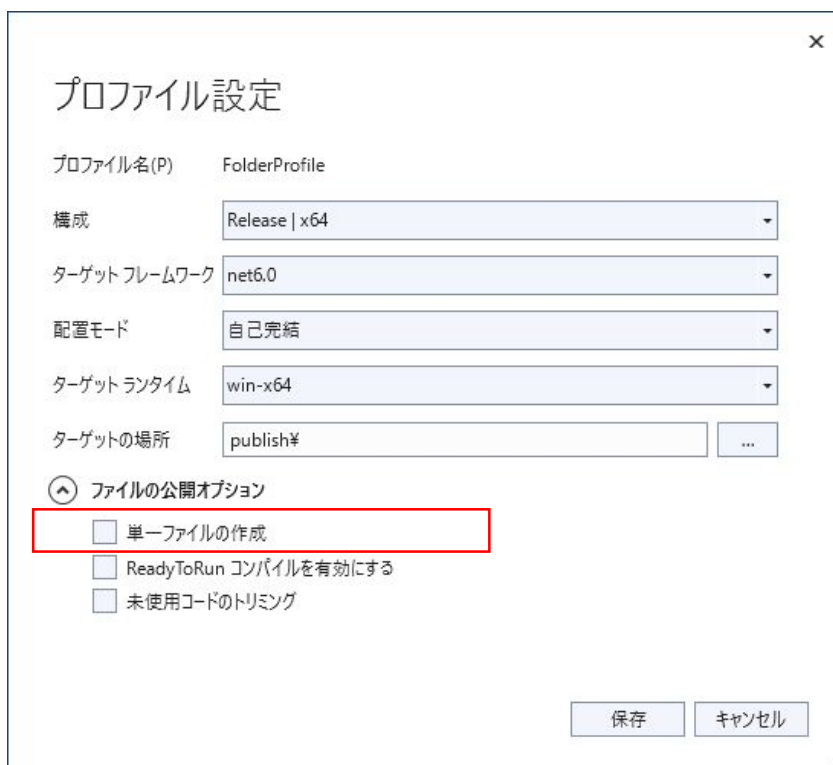 プロファイル設定
プロファイル名(P) FolderProfile
構成 Release | x64
ターゲット フレームワーク net6.0
配置モード 自己完結
ターゲット ランタイム win-x64
ターゲットの場所 publish¥ ...
ファイルの公開オプション
単一ファイルの作成
ReadyToRun コンパイルを有効にする
未使用コードのトリミング
保存 キャンセル